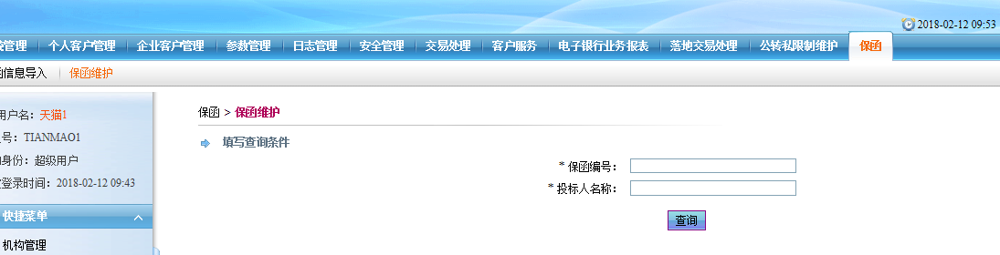 2018-02-12 09:53
管理 个人客户管理 企业客户管理 参数管理 日志管理 安全管理 交易处理 客户服务 电子银行业务报表 落地交易处理 公转私限制维护 保函
信息导入 保函维护
用户名：天猫1
号：TIANMAO1
身份：超级用户
登录时间：2018-02-12 09:43
快捷菜单
机构管理
保函 > 保函维护
填写查询条件
* 保函编号：
* 投标人名称：
查询